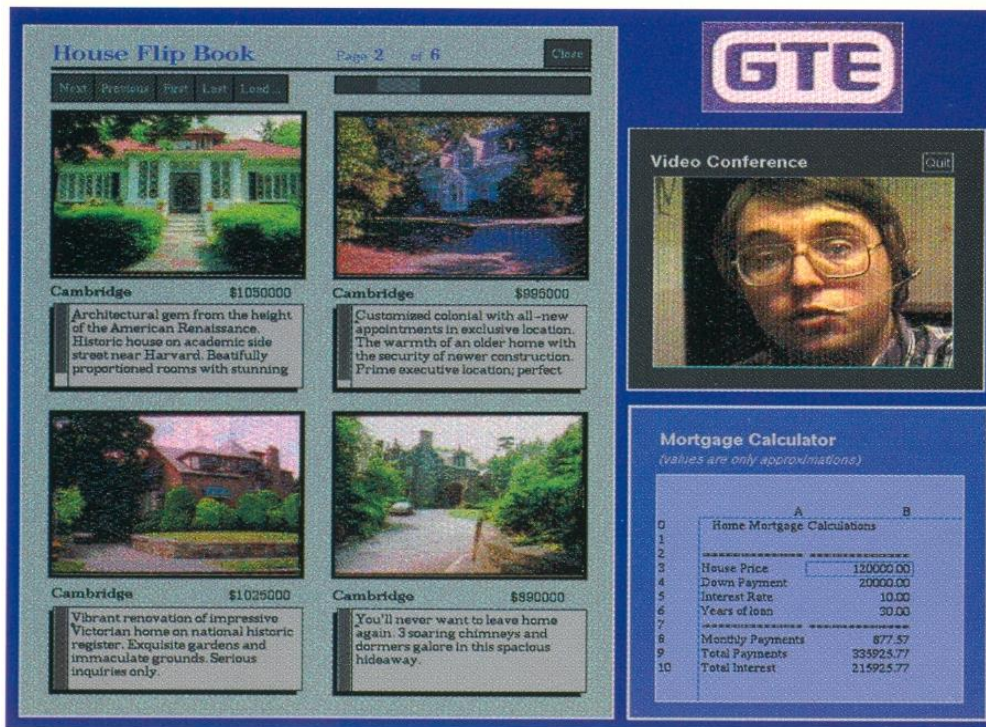 House Flip Book
Page 2 of 6
Close
Next Previous First Last Load...
Cambridge $1050000
Architectural gem from the height
of the American Renaissance.
Historic house on academic side
street near Harvard. Beatifully
proportioned rooms with stunning
Cambridge $995000
Customized colonial with all-new
appointments in exclusive location.
The warmth of an older home with
the security of newer construction.
Prime executive location; perfect
Cambridge $1025000
Vibrant renovation of impressive
Victorian home on national historic
register. Exquisite gardens and
immaculate grounds. Serious
inquiries only.
Cambridge $890000
You'll never want to leave home
again. 3 soaring chimneys and
dormers galore in this spacious
hideaway.
GTE
Video Conference
Quit
Mortgage Calculator
(values are only approximations)
A B
0 Home Mortgage Calculations
1
2
3 House Price 120000.00
4 Down Payment 20000.00
5 Interest Rate 10.00
6 Years of loan 30.00
7
8 Monthly Payments 877.57
9 Total Payments 335925.77
10 Total Interest 215925.77